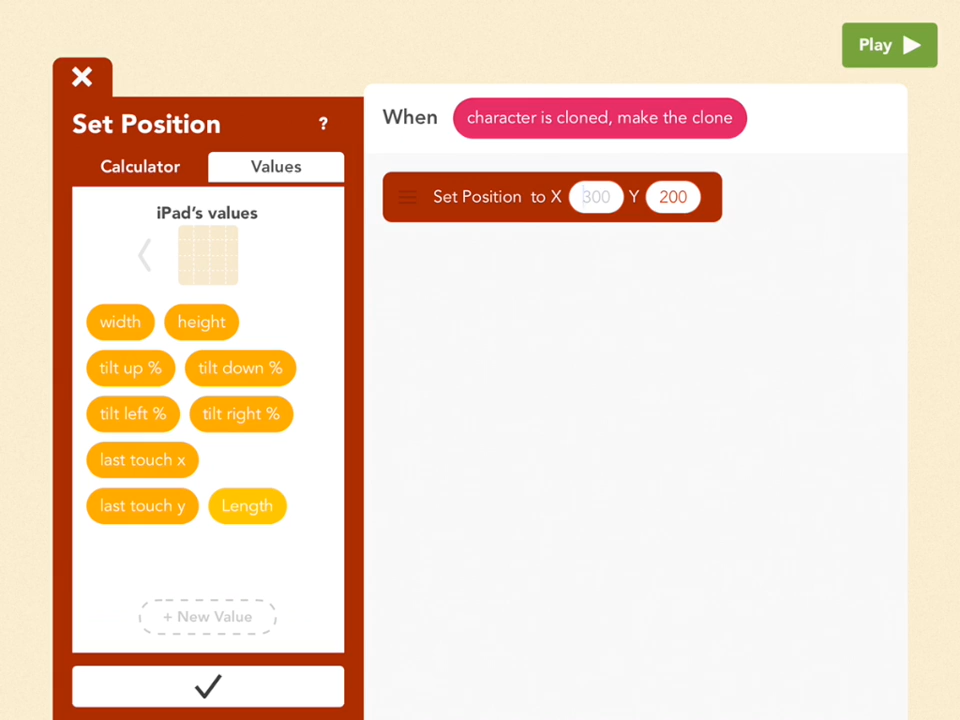 Play
Set Position ?
Calculator Values
iPad's values
width height
tilt up % tilt down %
tilt left % tilt right %
last touch x
last touch y Length
+ New Value
When character is cloned, make the clone
Set Position to X 300 Y 200